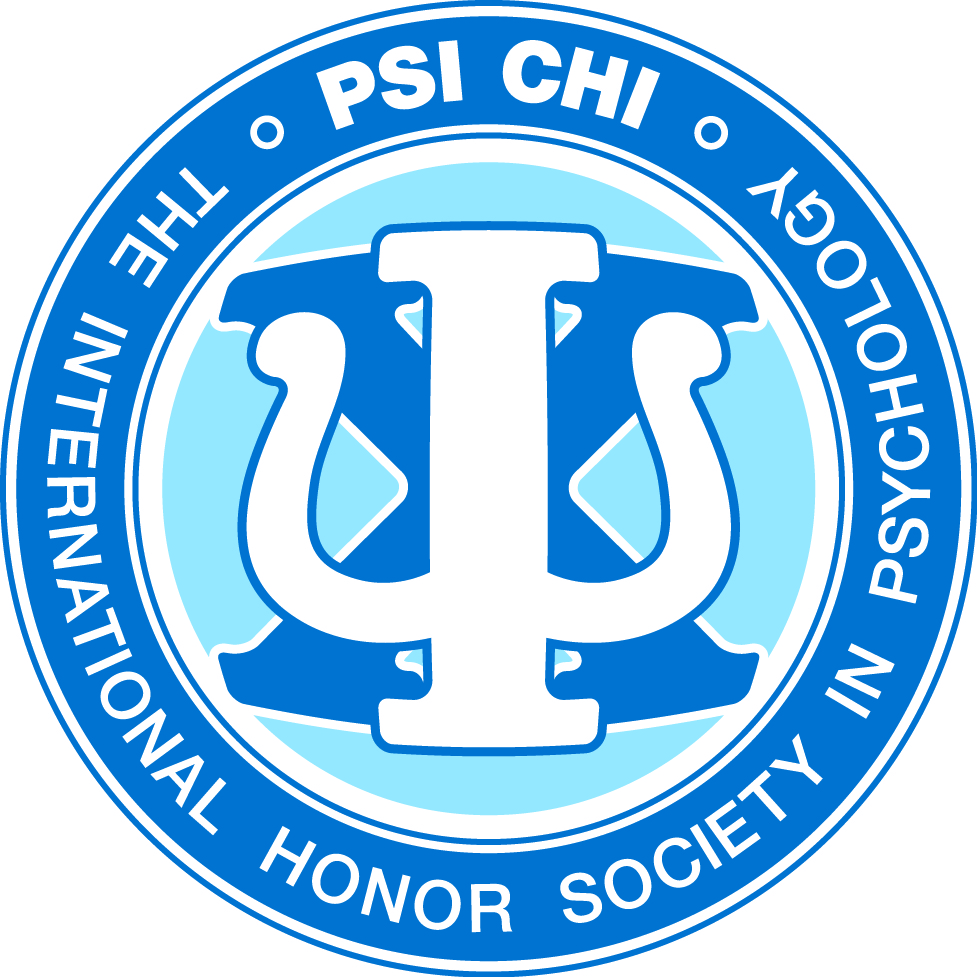 PSI CHI
THE INTERNATIONAL HONOR SOCIETY IN PSYCHOLOGY
Ψ